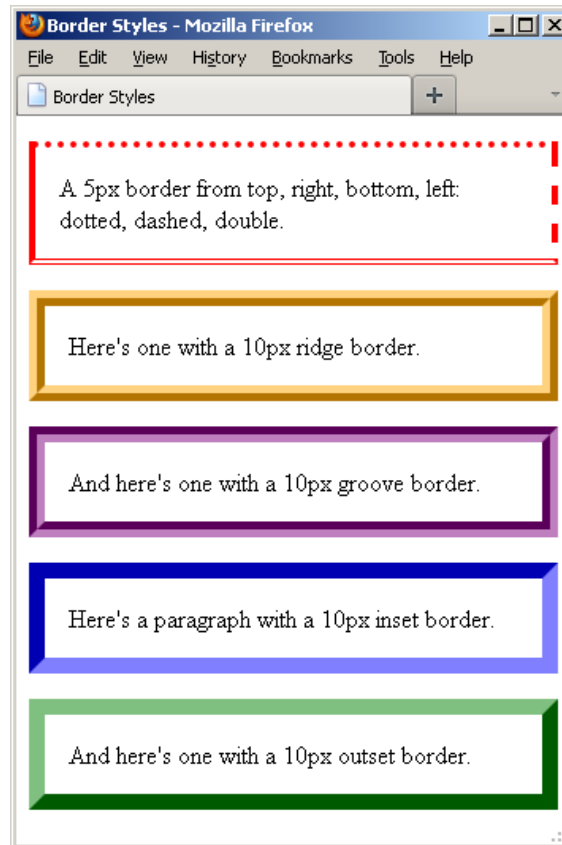 Border Styles - Mozilla Firefox
File Edit View History Bookmarks Tools Help
Border Styles
A 5px border from top, right, bottom, left:
dotted, dashed, double.
Here's one with a 10px ridge border.
And here's one with a 10px groove border.
Here's a paragraph with a 10px inset border.
And here's one with a 10px outset border.